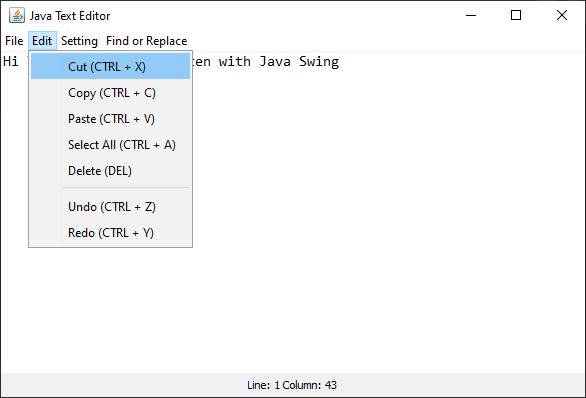 Java Text Editor
File Edit Setting Find or Replace
Hi ten with Java Swing
Cut (CTRL + X)
Copy (CTRL + C)
Paste (CTRL + V)
Select All (CTRL + A)
Delete (DEL)
Undo (CTRL + Z)
Redo (CTRL + Y)
Line: 1 Column: 43